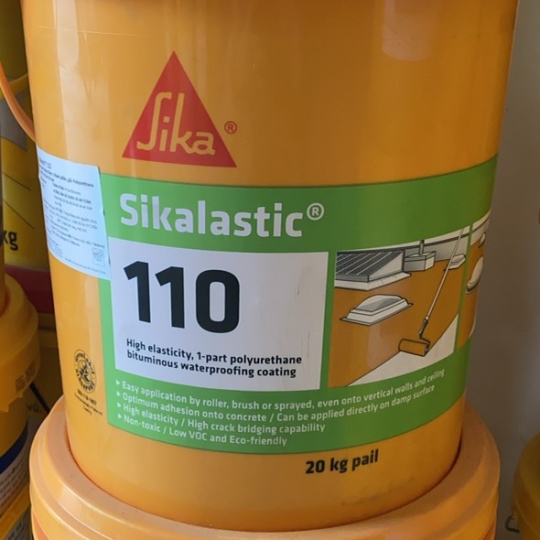 Sika®
Sikalastic®
110
High elasticity, 1-part polyurethane
bituminous waterproofing coating
▸ Easy application by roller, brush or sprayed, even onto vertical walls and ceiling
▸ Optimum adhesion onto concrete / Can be applied directly on damp surface
▸ High elasticity / High crack bridging capability
▸ Non-toxic / Low VOC and Eco-friendly
20 kg pail
kg